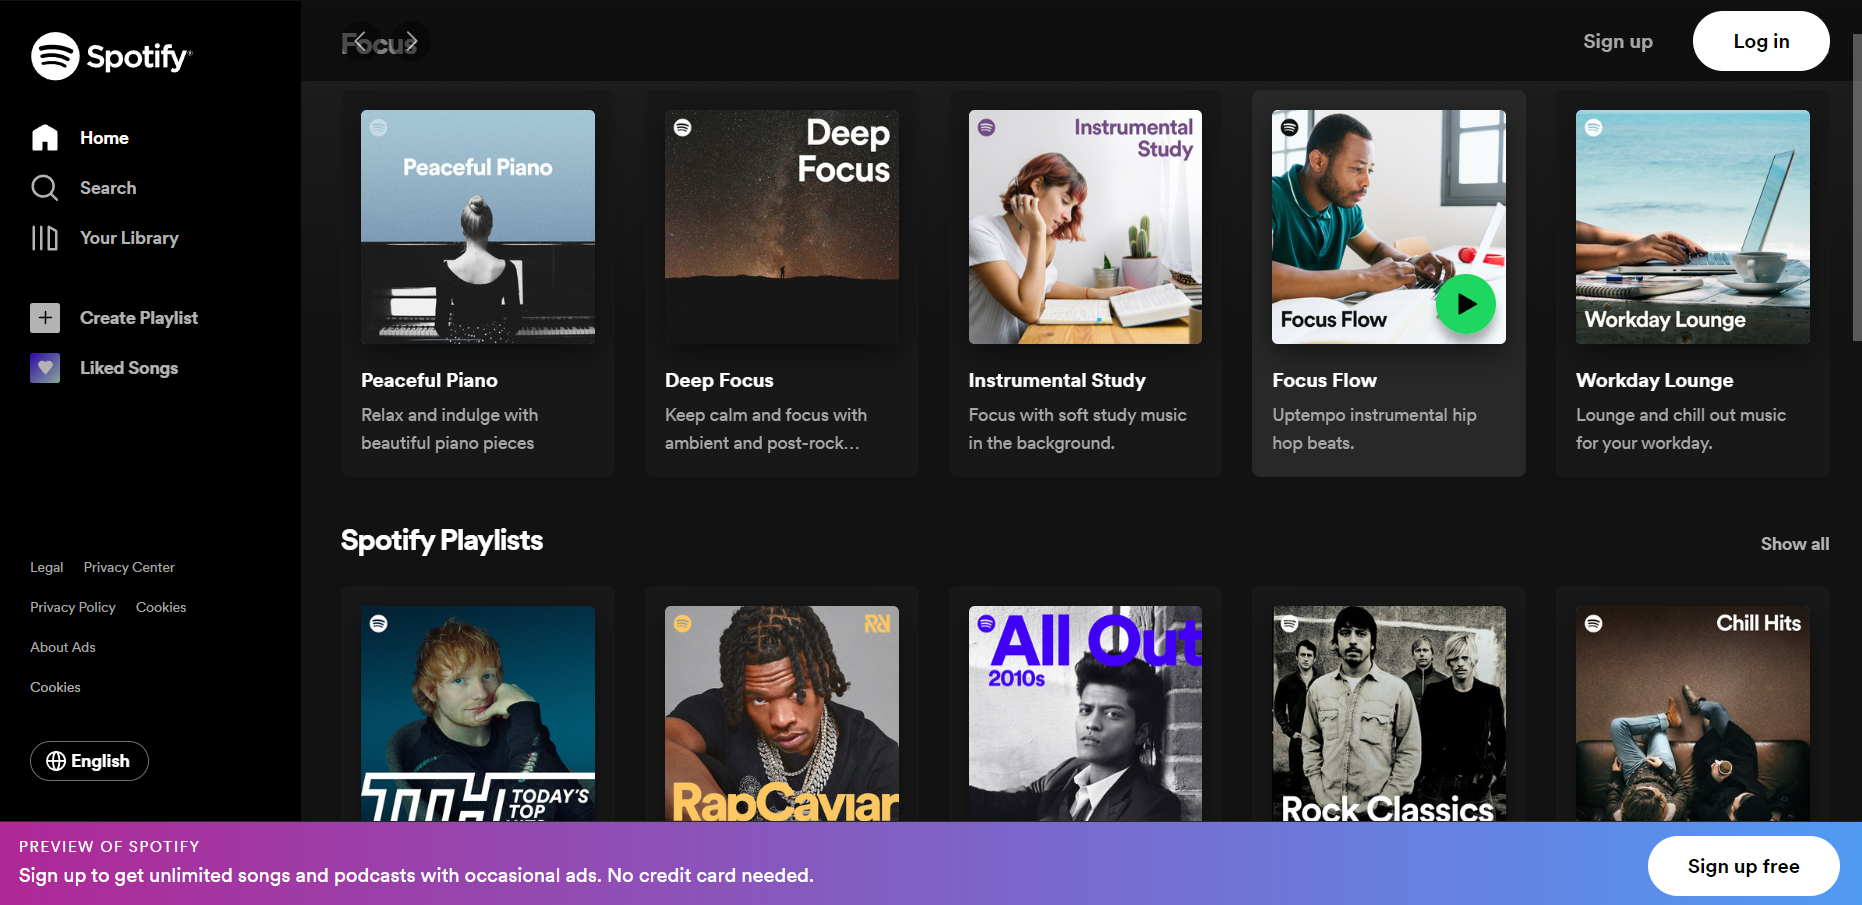 Spotify
Home
Search
Your Library
Create Playlist
Liked Songs
Legal
Privacy Center
Privacy Policy
Cookies
About Ads
Cookies
English
Focus
Sign up
Log in
Peaceful Piano
Peaceful Piano
Relax and indulge with
beautiful piano pieces
Deep
Focus
Deep Focus
Keep calm and focus with
ambient and post-rock...
Instrumental
Study
Instrumental Study
Focus with soft study music
in the background.
Focus Flow
Focus Flow
Uptempo instrumental hip
hop beats.
Workday Lounge
Workday Lounge
Lounge and chill out music
for your workday.
Spotify Playlists
Show all
TODAY'S
TOP
RapCaviar
All Out
2010s
Rock Classics
Chill Hits
PREVIEW OF SPOTIFY
Sign up to get unlimited songs and podcasts with occasional ads. No credit card needed.
Sign up free